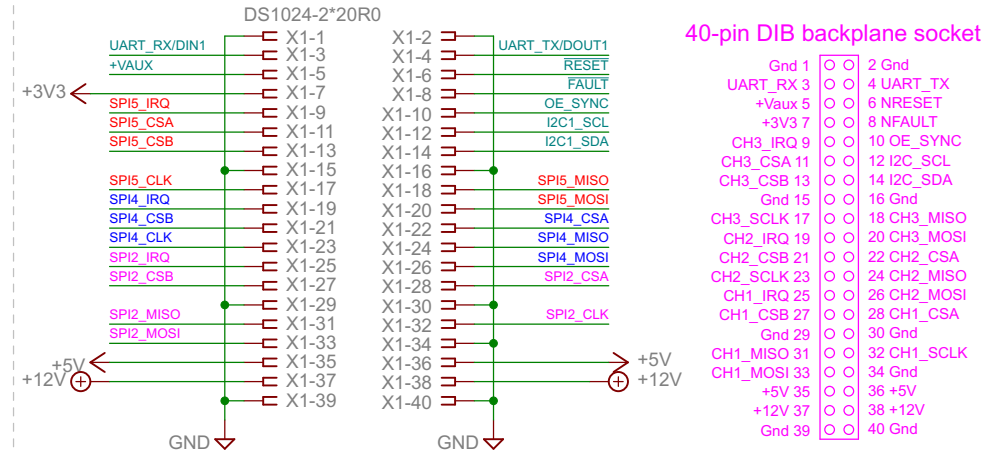 DS1024-2*20R0
X1-1
UART_RX/DIN1 X1-3
+VAUX X1-5
+3V3 X1-7
SPI5_IRQ X1-9
SPI5_CSA X1-11
SPI5_CSB X1-13
X1-15
SPI5_CLK X1-17
SPI4_IRQ X1-19
SPI4_CSB X1-21
SPI4_CLK X1-23
SPI2_IRQ X1-25
SPI2_CSB X1-27
X1-29
SPI2_MISO X1-31
SPI2_MOSI X1-33
+5V X1-35
+12V X1-37
X1-39
GND
X1-2
X1-4 UART_TX/DOUT1
X1-6 RESET
X1-8 FAULT
X1-10 OE_SYNC
X1-12 I2C1_SCL
X1-14 I2C1_SDA
X1-16
X1-18 SPI5_MISO
X1-20 SPI5_MOSI
X1-22 SPI4_CSA
X1-24 SPI4_MISO
X1-26 SPI4_MOSI
X1-28 SPI2_CSA
X1-30
X1-32 SPI2_CLK
X1-34
X1-36 +5V
X1-38 +12V
X1-40
GND
40-pin DIB backplane socket
Gnd 1 2 Gnd
UART_RX 3 4 UART_TX
+Vaux 5 6 NRESET
+3V3 7 8 NFAULT
CH3_IRQ 9 10 OE_SYNC
CH3_CSA 11 12 I2C_SCL
CH3_CSB 13 14 I2C_SDA
Gnd 15 16 Gnd
CH3_SCLK 17 18 CH3_MISO
CH2_IRQ 19 20 CH3_MOSI
CH2_CSB 21 22 CH2_CSA
CH2_SCLK 23 24 CH2_MISO
CH1_IRQ 25 26 CH2_MOSI
CH1_CSB 27 28 CH1_CSA
Gnd 29 30 Gnd
CH1_MISO 31 32 CH1_SCLK
CH1_MOSI 33 34 Gnd
+5V 35 36 +5V
+12V 37 38 +12V
Gnd 39 40 Gnd